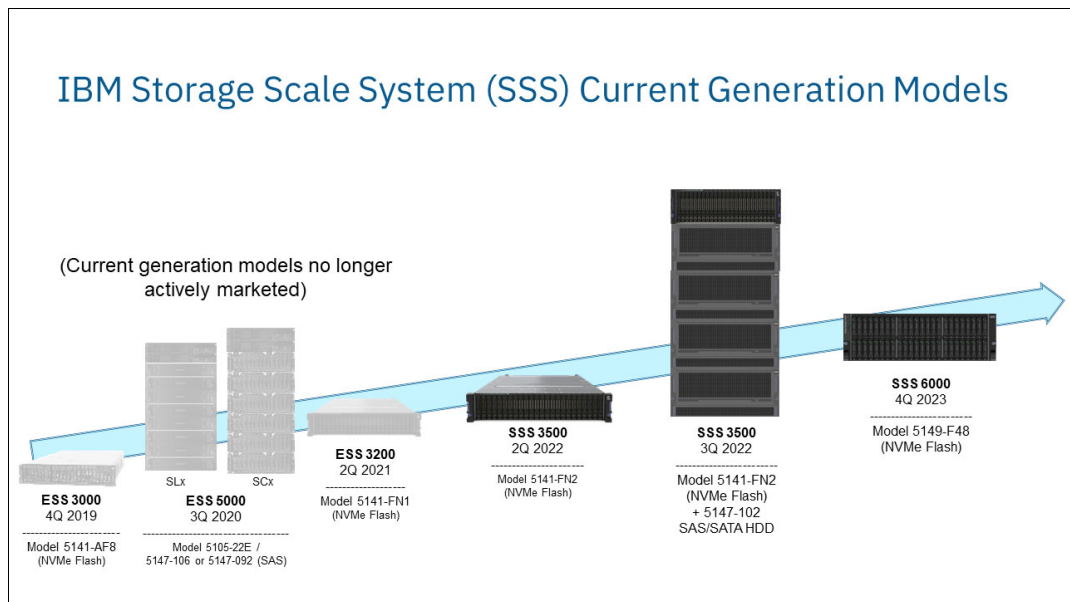 IBM Storage Scale System (SSS) Current Generation Models
(Current generation models no longer
actively marketed)
SLx
SCx
ESS 3000
4Q 2019
Model 5141-AF8
(NVMe Flash)
ESS 5000
3Q 2020
Model 5105-22E /
5147-106 or 5147-092 (SAS)
ESS 3200
2Q 2021
Model 5141-FN1
(NVMe Flash)
SSS 3500
2Q 2022
Model 5141-FN2
(NVMe Flash)
SSS 3500
3Q 2022
Model 5141-FN2
(NVMe Flash)
+ 5147-102
SAS/SATA HDD
SSS 6000
4Q 2023
Model 5149-F48
(NVMe Flash)